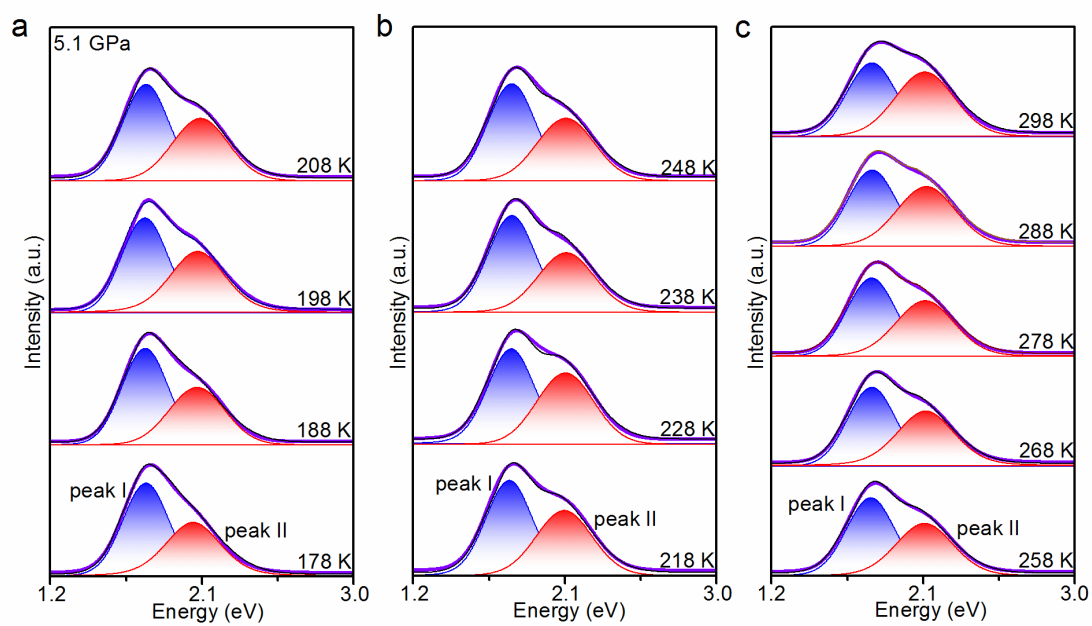 a
5.1 GPa
Intensity (a.u.)
208 K
198 K
188 K
peak I
peak II
178 K
1.2
2.1
3.0
Energy (eV)
b
Intensity (a.u.)
248 K
238 K
228 K
peak I
peak II
218 K
1.2
2.1
3.0
Energy (eV)
c
Intensity (a.u.)
298 K
288 K
278 K
268 K
peak I
peak II
258 K
1.2
2.1
3.0
Energy (eV)